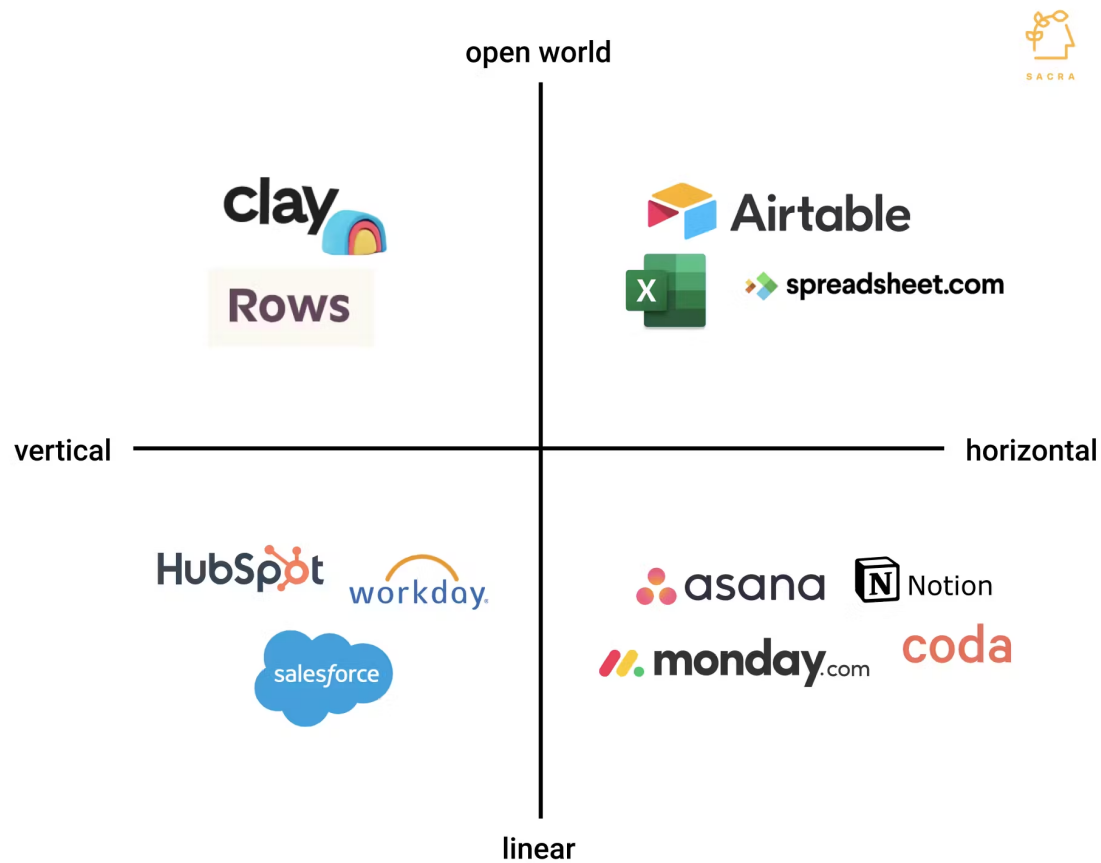 open world
SACRA
clay
Airtable
X
spreadsheet.com
Rows
vertical
horizontal
HubSpot
workday.
asana
N Notion
salesforce
monday.com
coda
linear